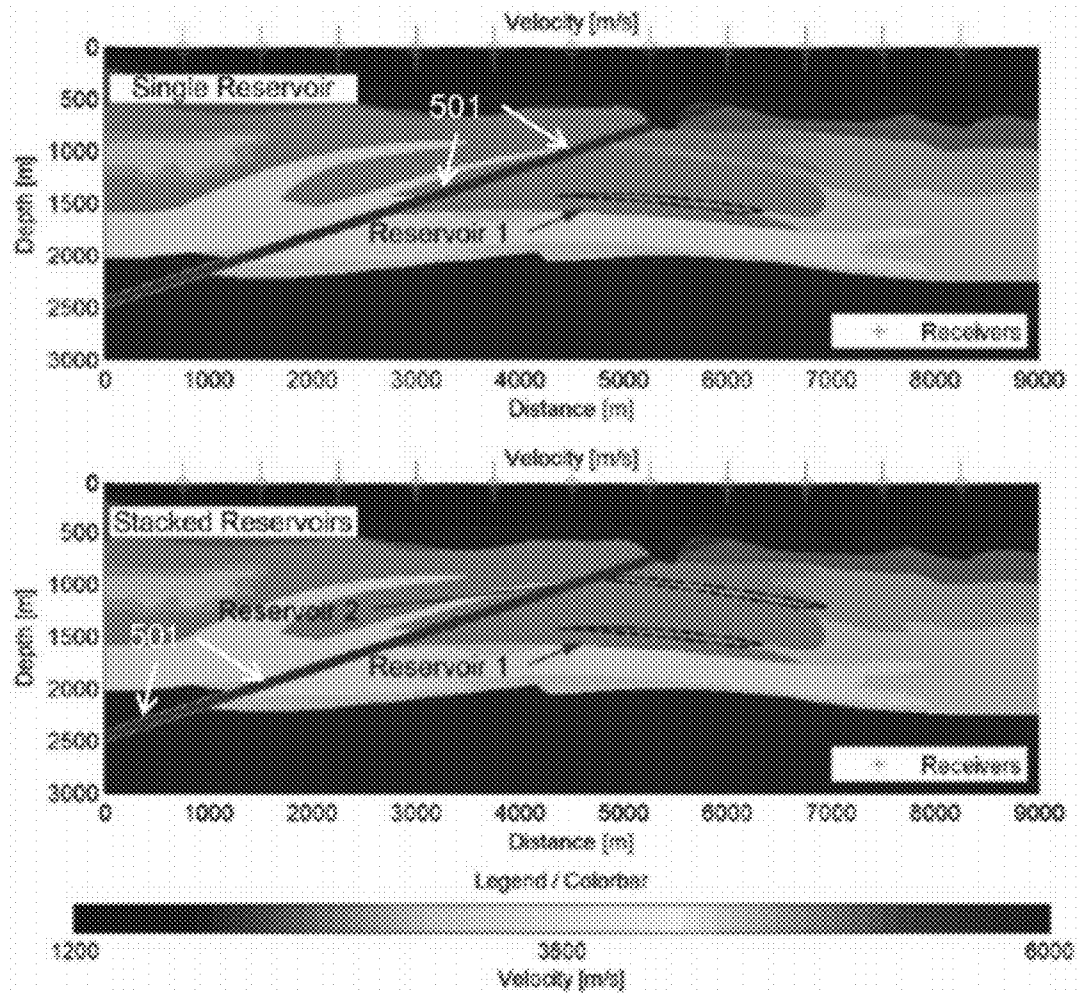 Velocity [m/s]
0
Single Reservoir
500
501
1000
Depth [m]
1500
Reservoir 1
2000
2500
Receivers
3000
0 1000 2000 3000 4000 5000 6000 7000 8000 9000
Distance [m]
Velocity [m/s]
0
Stacked Reservoirs
500
1000
Reservoir 2
Depth [m]
501
1500
Reservoir 1
2000
2500
Receivers
3000
0 1000 2000 3000 4000 5000 6000 7000 8000 9000
Distance [m]
Legend / Colorbar
1200 3600 6000
Velocity [m/s]